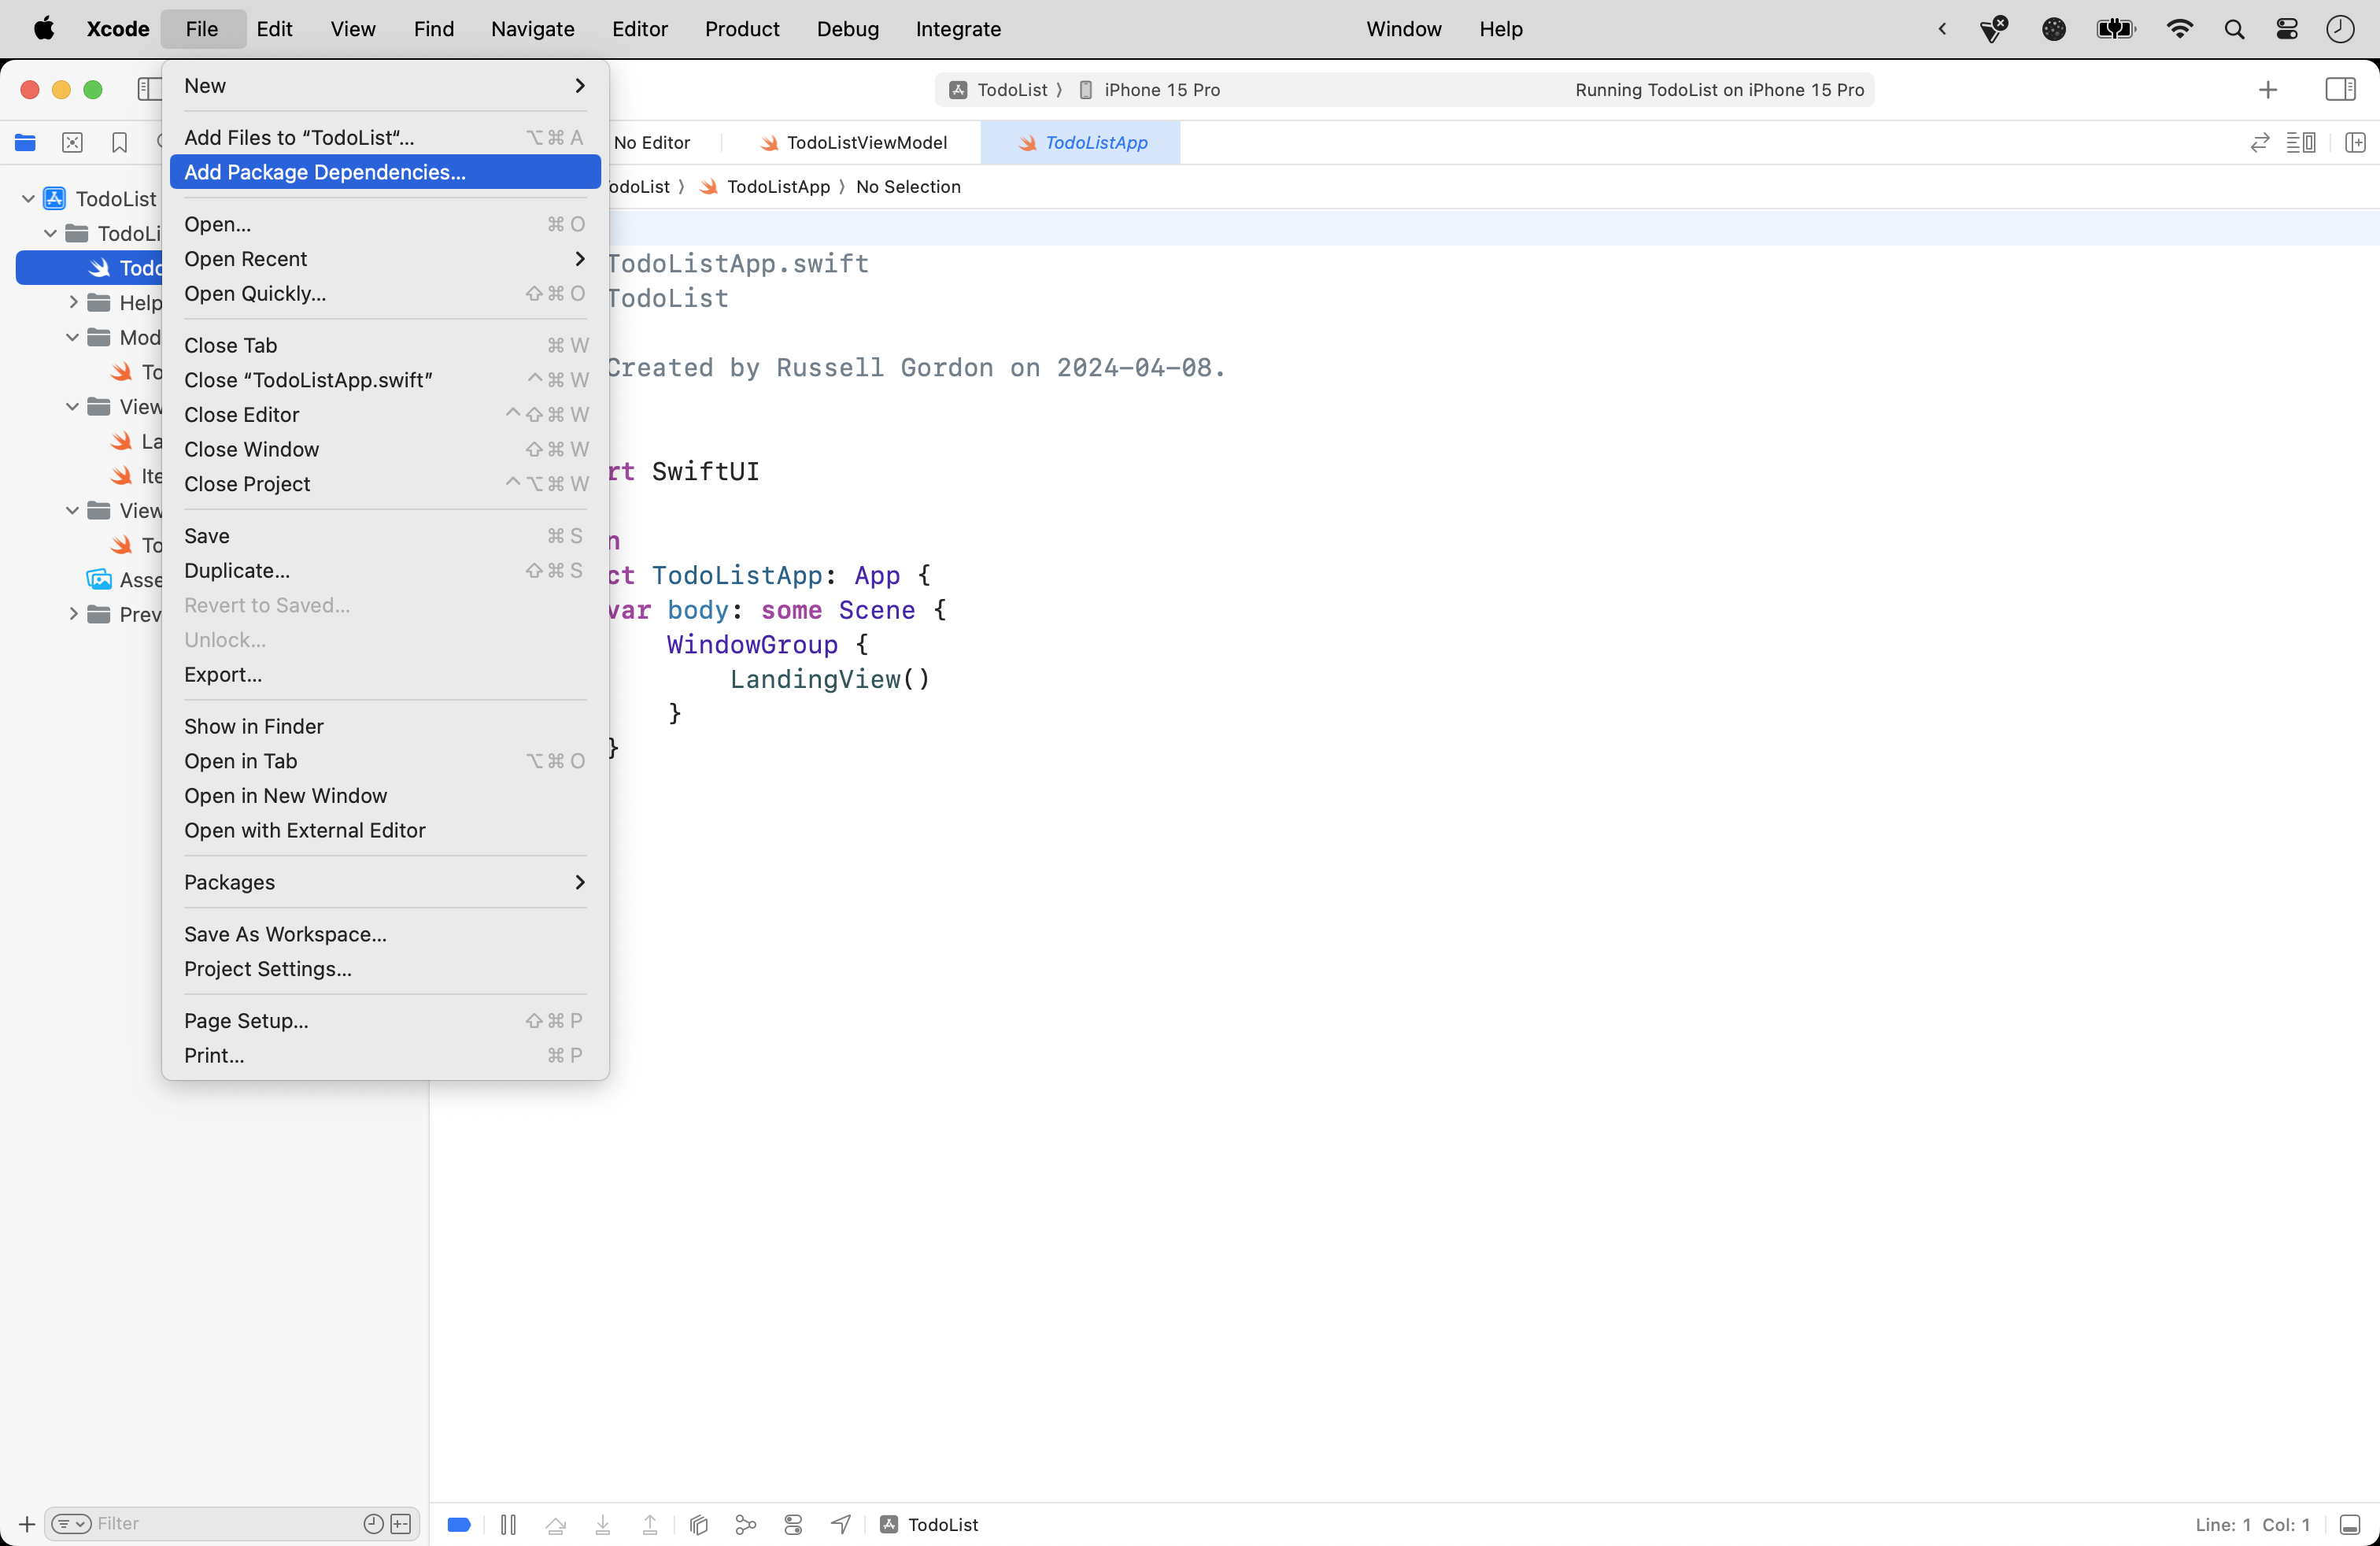 Xcode File Edit View Find Navigate Editor Product Debug Integrate Window Help
TodoList 〉 iPhone 15 Pro Running TodoList on iPhone 15 Pro
No Editor TodoListViewModel TodoListApp
TodoListApp 〉 No Selection
New
Add Files to “TodoList“... ⌥⌘A
Add Package Dependencies...
Open... ⌘O
Open Recent
Open Quickly... ⇧⌘O
Close Tab ⌘W
Close “TodoListApp.swift” ^⌘W
Close Editor ^⇧⌘W
Close Window ⇧⌘W
Close Project ^⌥⌘W
Save ⌘S
Duplicate... ⇧⌘S
Revert to Saved...
Unlock...
Export...
Show in Finder
Open in Tab ⌥⌘O
Open in New Window
Open with External Editor
Packages
Save As Workspace...
Project Settings...
Page Setup... ⇧⌘P
Print... ⌘P
TodoList
TodoLi
Todo
Help
Mod
To
View
La
Ite
View
To
Asse
Prev
TodoListApp.swift
TodoList
Created by Russell Gordon on 2024-04-08.
rt SwiftUI
n
ct TodoListApp: App {
var body: some Scene {
WindowGroup {
LandingView()
}
}
Filter
TodoList
Line: 1 Col: 1